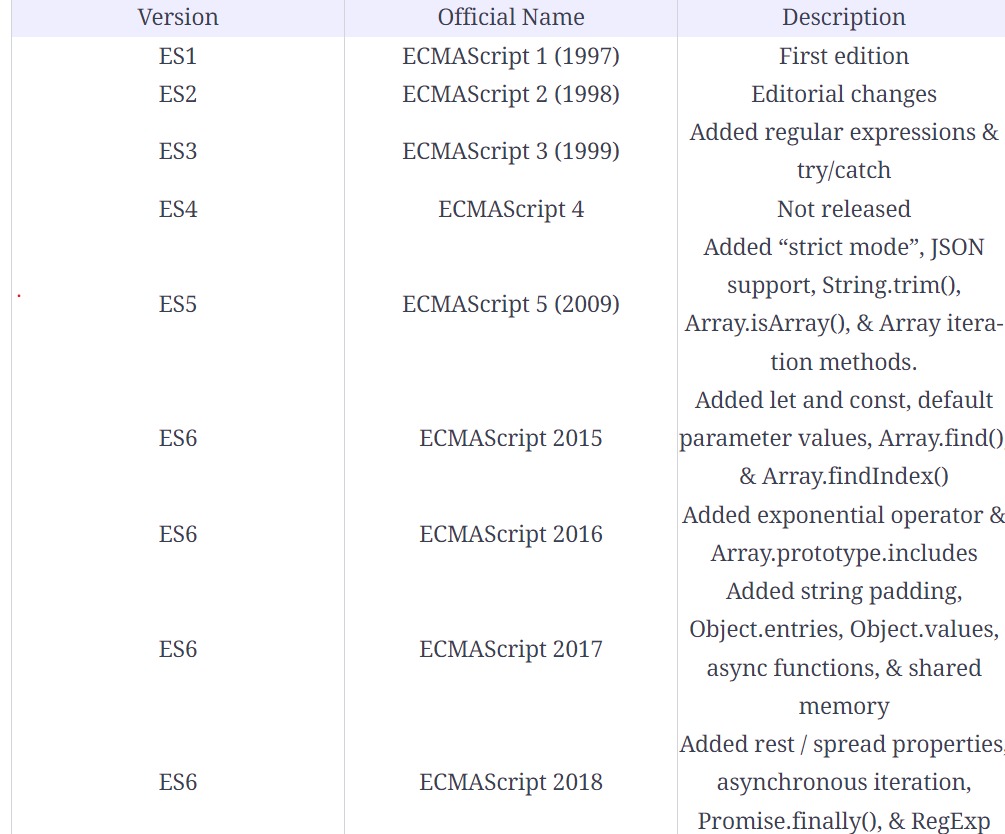 Version Official Name Description
ES1 ECMAScript 1 (1997) First edition
ES2 ECMAScript 2 (1998) Editorial changes
ES3 ECMAScript 3 (1999) Added regular expressions &
try/catch
ES4 ECMAScript 4 Not released
ES5 ECMAScript 5 (2009) Added “strict mode”, JSON
support, String.trim(),
Array.isArray(), & Array itera-
tion methods.
ES6 ECMAScript 2015 Added let and const, default
parameter values, Array.find()
& Array.findIndex()
ES6 ECMAScript 2016 Added exponential operator &
Array.prototype.includes
ES6 ECMAScript 2017 Added string padding,
Object.entries, Object.values,
async functions, & shared
memory
ES6 ECMAScript 2018 Added rest / spread properties,
asynchronous iteration,
Promise.finally(), & RegExp